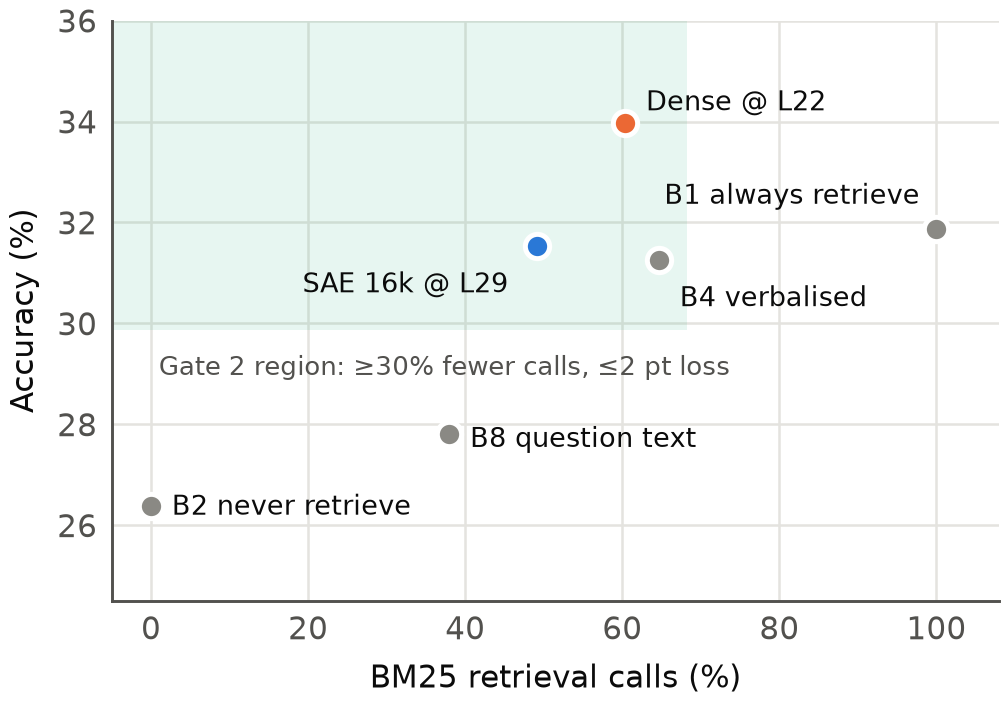 36
34
32
30
28
26
Accuracy (%)
Dense @ L22
B1 always retrieve
SAE 16k @ L29
B4 verbalised
Gate 2 region: ≥30% fewer calls, ≤2 pt loss
B8 question text
B2 never retrieve
0 20 40 60 80 100
BM25 retrieval calls (%)